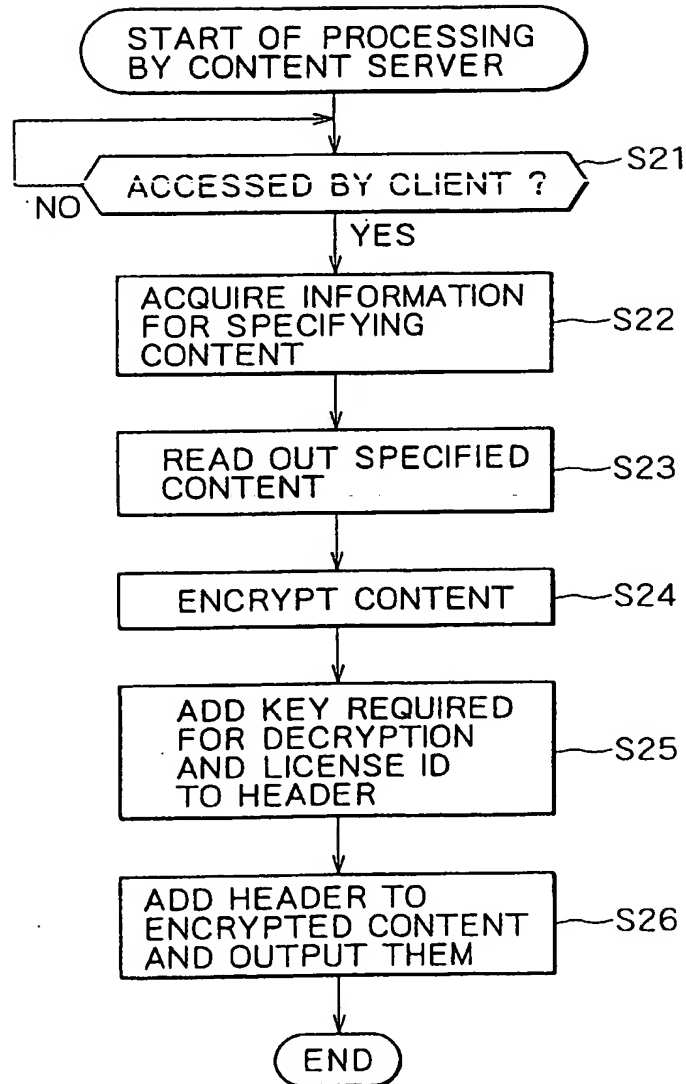 START OF PROCESSING
BY CONTENT SERVER
S21
ACCESSED BY CLIENT ?
NO
YES
ACQUIRE INFORMATION
FOR SPECIFYING
CONTENT
S22
READ OUT SPECIFIED
CONTENT
S23
ENCRYPT CONTENT
S24
ADD KEY REQUIRED
FOR DECRYPTION
AND LICENSE ID
TO HEADER
S25
ADD HEADER TO
ENCRYPTED CONTENT
AND OUTPUT THEM
S26
END